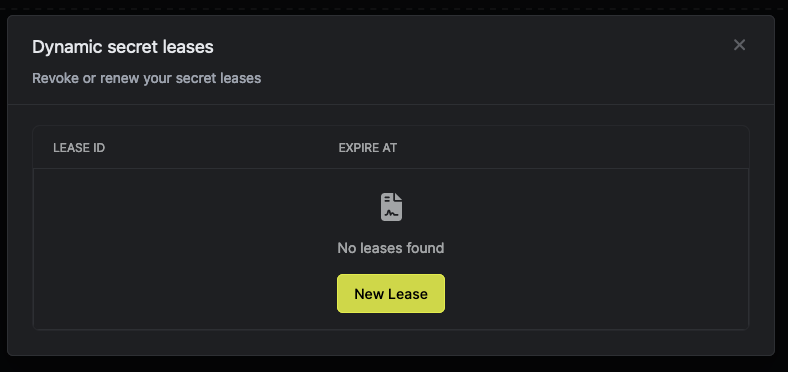 Dynamic secret leases
Revoke or renew your secret leases
LEASE ID EXPIRE AT
No leases found
New Lease